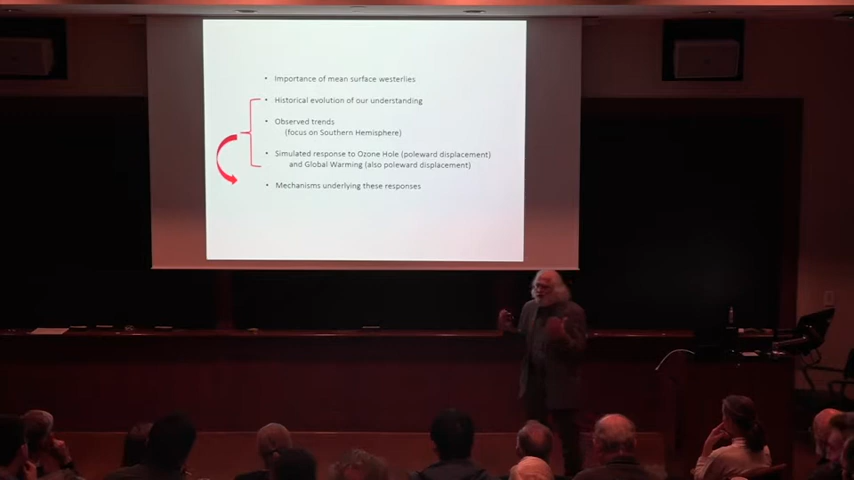 • Importance of mean surface westerlies
• Historical evolution of our understanding
• Observed trends
(focus on Southern Hemisphere)
• Simulated response to Ozone Hole (poleward displacement)
and Global Warming (also poleward displacement)
• Mechanisms underlying these responses